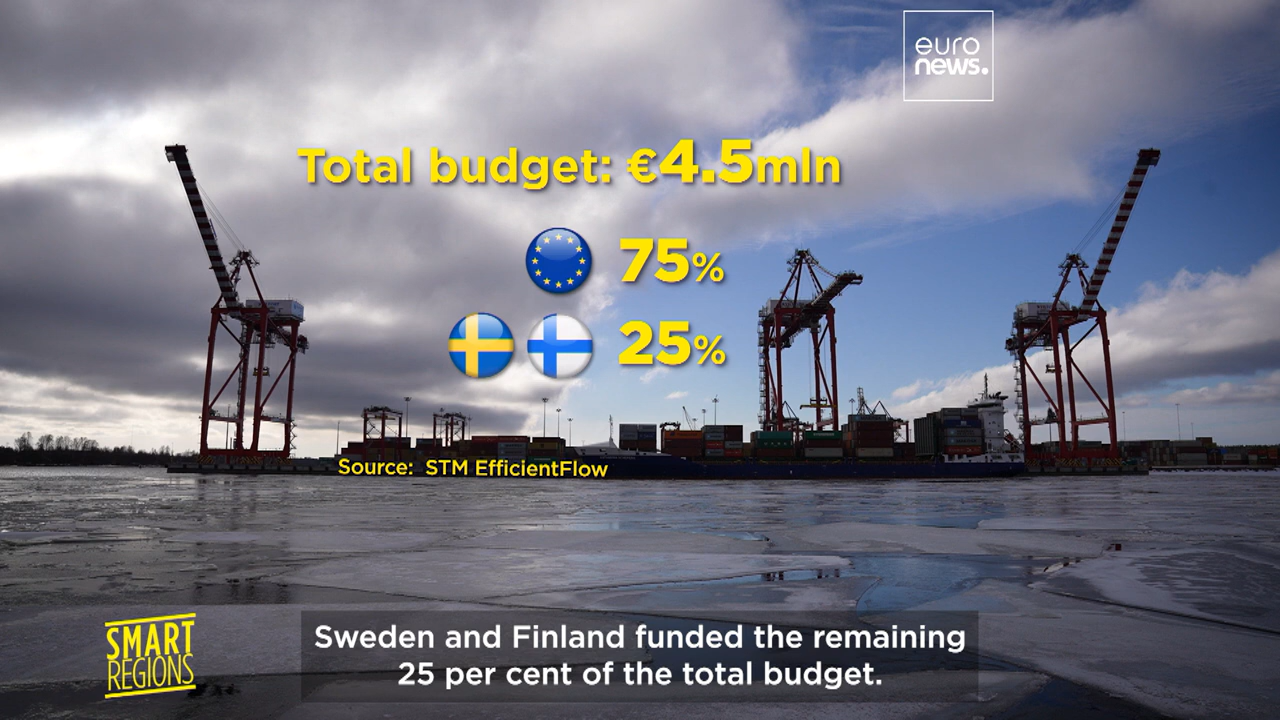 euro
news.
Total budget: €4.5mln
75%
25%
Source: STM EfficientFlow
SMART
REGIONS
Sweden and Finland funded the remaining
25 per cent of the total budget.